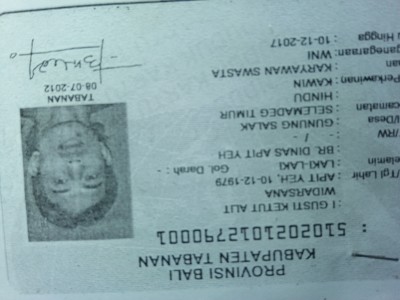 PROVINSI BALI
KABUPATEN TABANAN
: 5102021012790001
: I GUSTI KETUT ALIT
WIDARSANA
/Tgl Lahir : APIT YEH, 10-12-1979
elamin : LAKI-LAKI Gol. Darah : -
: BR. DINAS APIT YEH
/RW : - / -
/Desa : GUNUNG SALAK
camatan : SELEMADEG TIMUR
: HINDU
Perkawinan: KAWIN
an : KARYAWAN SWASTA
ganegaraan: WNI
Hingga : 10-12-2017
TABANAN
08-07-2012